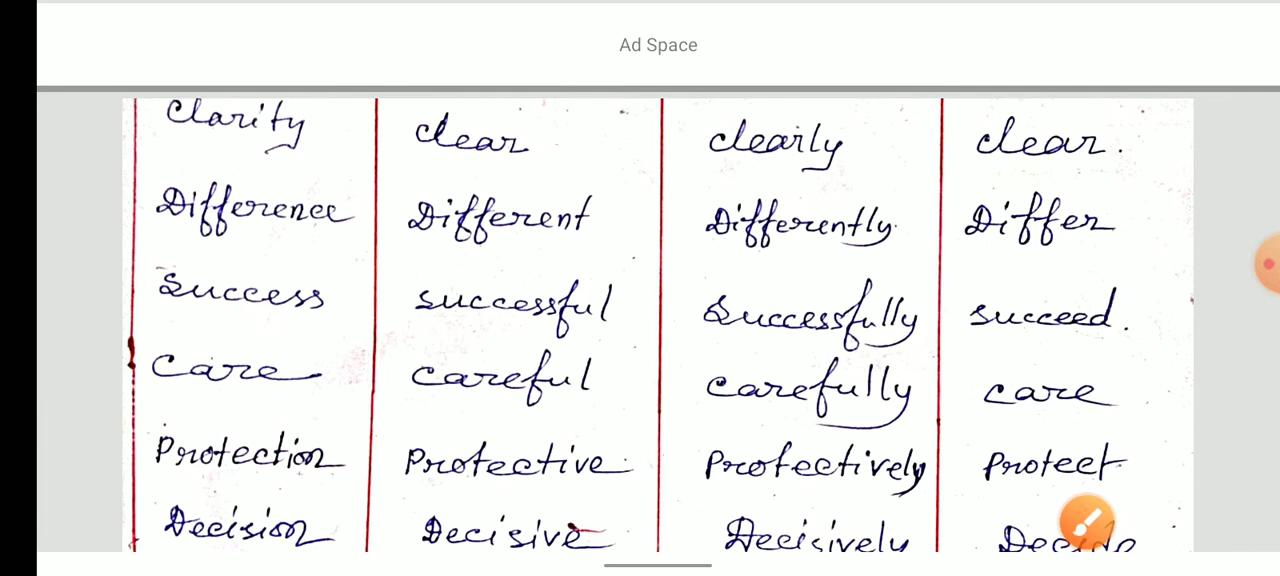 Ad Space
Clarity clear clearly clear.
Difference Different Differently. Differ
Success successful Successfully succeed.
Care careful carefully care
Protection Protective Protectively Protect
Decision Decisive Decisively